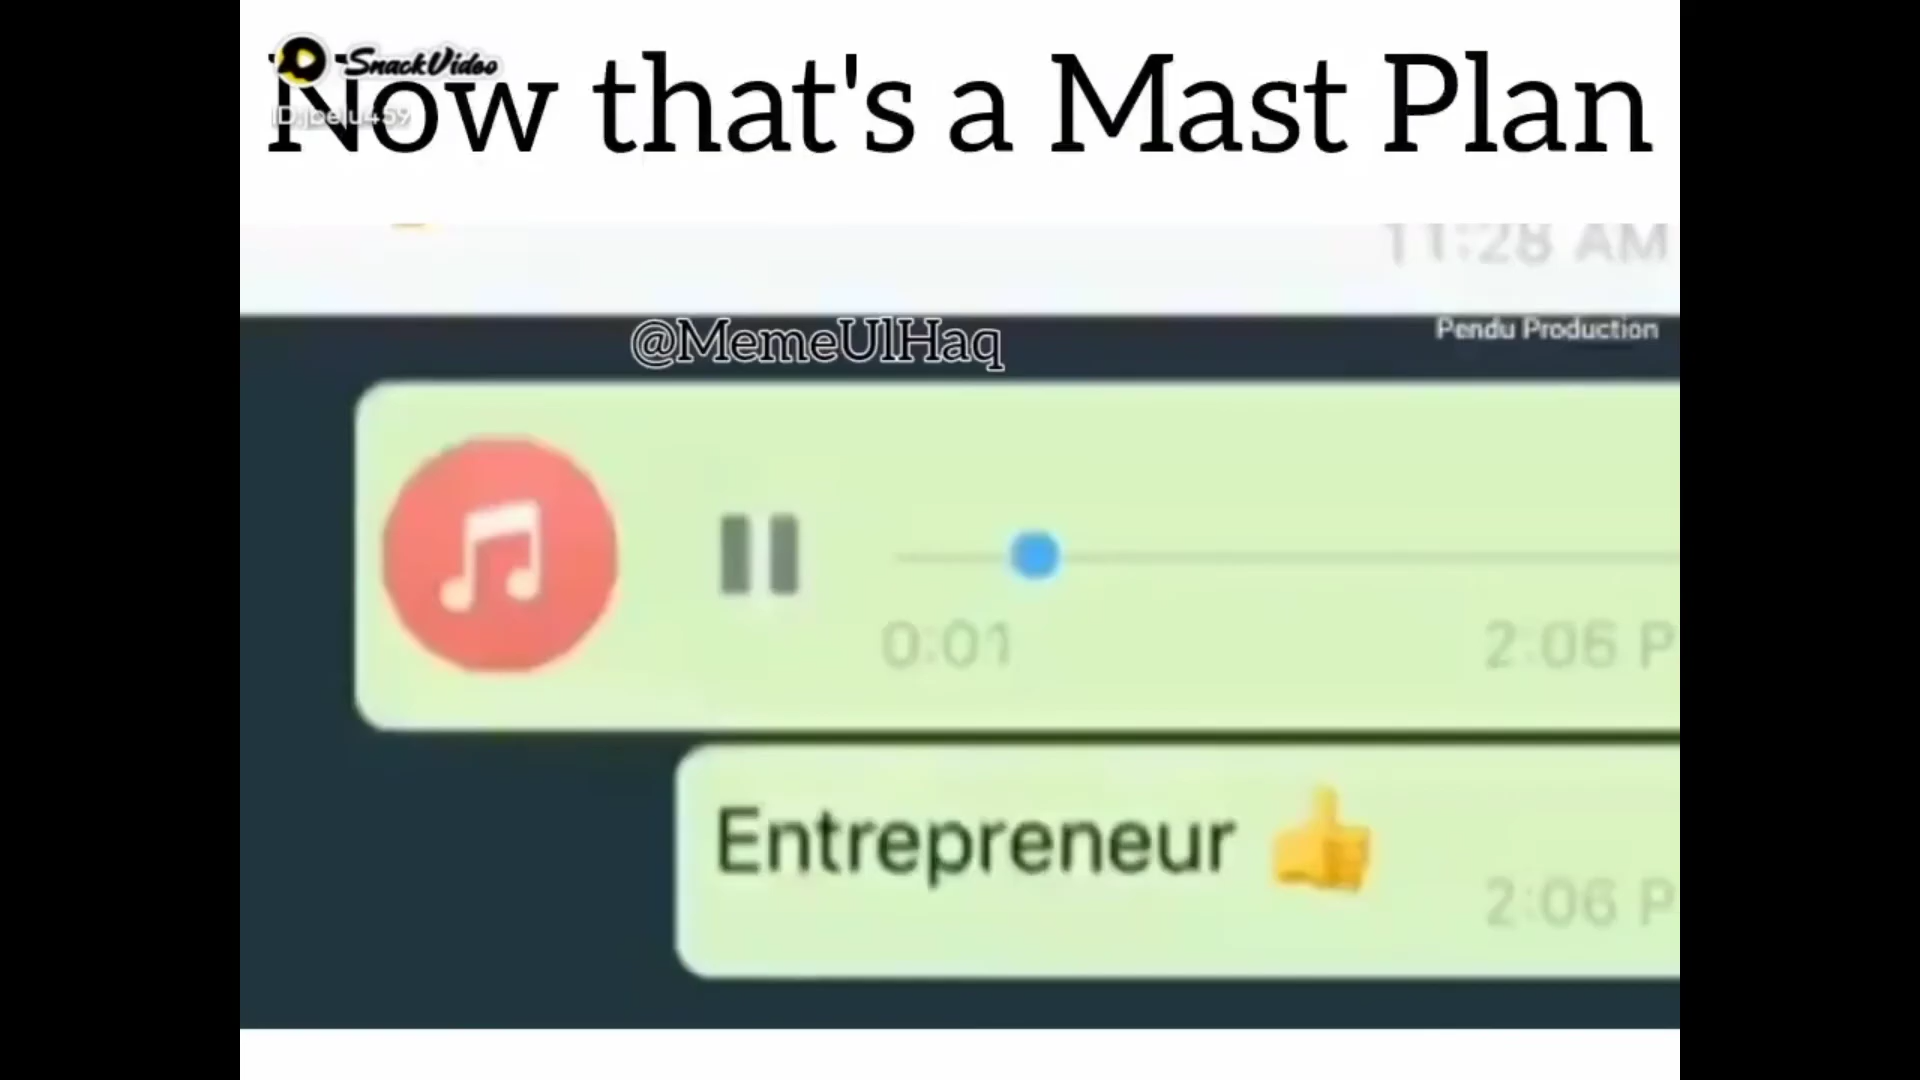 SnackVideo
Now that's a Mast Plan
11:28 AM
@MemeUlHaq
Pendu Production
0:01
2:06 P
Entrepreneur 👍
2:06 P